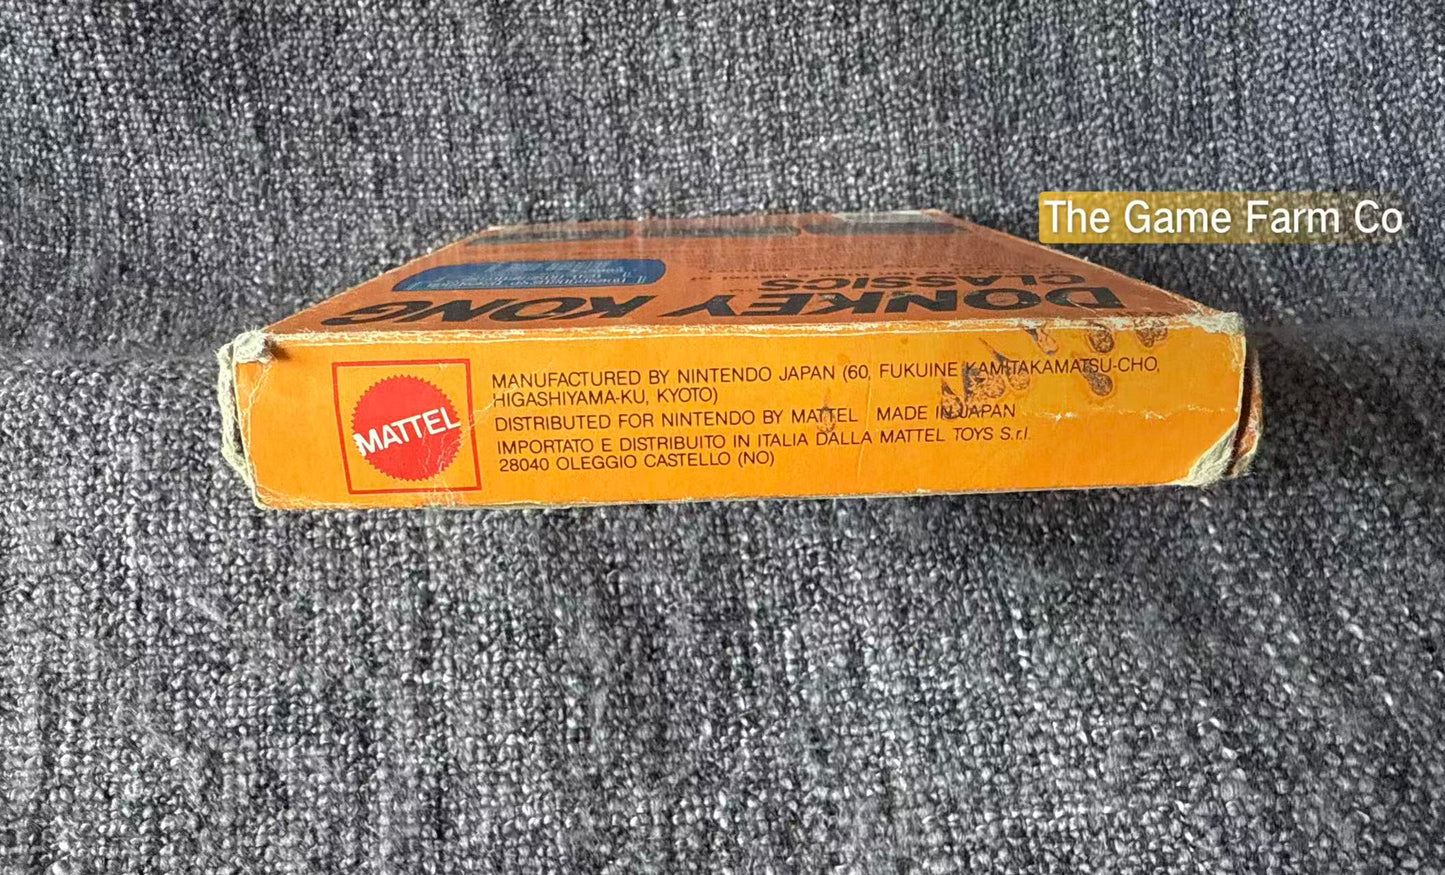 The Game Farm Co
DONKEY KONG
CLASSICS
MATTEL
MANUFACTURED BY NINTENDO JAPAN (60, FUKUINE KAMITAKAMATSU-CHO,
HIGASHIYAMA-KU, KYOTO)
DISTRIBUTED FOR NINTENDO BY MATTEL MADE IN JAPAN
IMPORTATO E DISTRIBUITO IN ITALIA DALLA MATTEL TOYS S.r.l.
28040 OLEGGIO CASTELLO (NO)